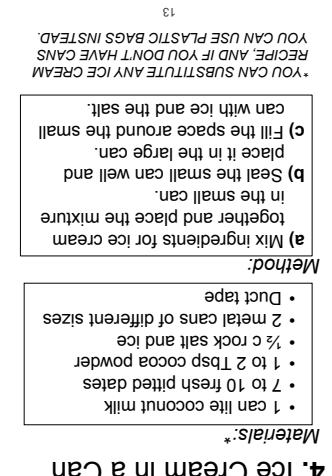 4. Ice Cream in a Can
Materials*:
• 1 can lite coconut milk
• 7 to 10 fresh pitted dates
• 1 to 2 Tbsp cocoa powder
• ½ c rock salt and ice
• 2 metal cans of different sizes
• Duct tape
Method:
a) Mix ingredients for ice cream
together and place the mixture
in the small can.
b) Seal the small can well and
place it in the large can.
c) Fill the space around the small
can with ice and the salt.
*YOU CAN SUBSTITUTE ANY ICE CREAM
RECIPE, AND IF YOU DON'T HAVE CANS
YOU CAN USE PLASTIC BAGS INSTEAD.
13